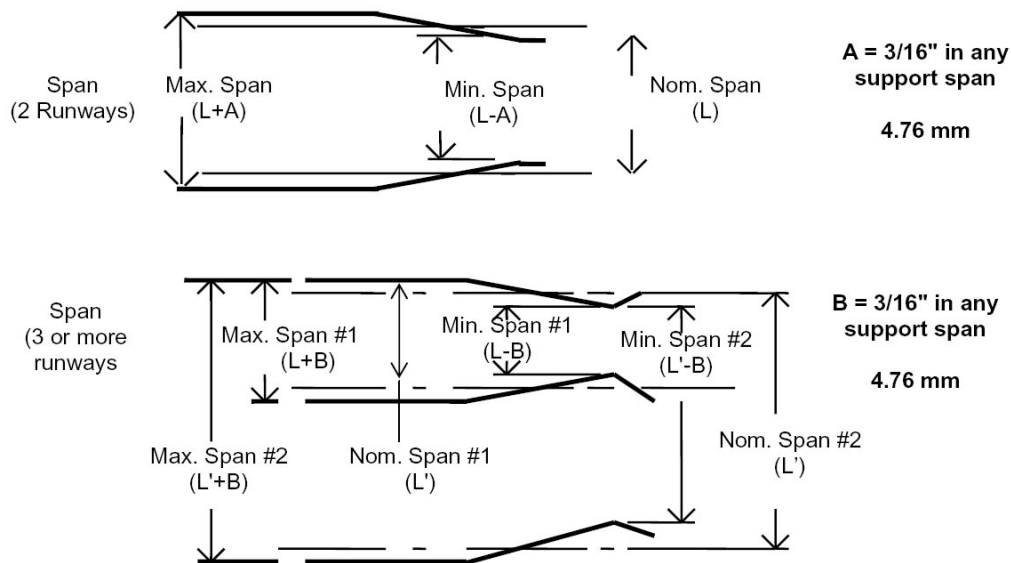 Span
(2 Runways)
Max. Span
(L+A)
Min. Span
(L-A)
Nom. Span
(L)
A = 3/16" in any
support span
4.76 mm
Span
(3 or more
runways
Max. Span #1
(L+B)
Min. Span #1
(L-B)
Min. Span #2
(L'-B)
B = 3/16" in any
support span
4.76 mm
Max. Span #2
(L'+B)
Nom. Span #1
(L')
Nom. Span #2
(L’)